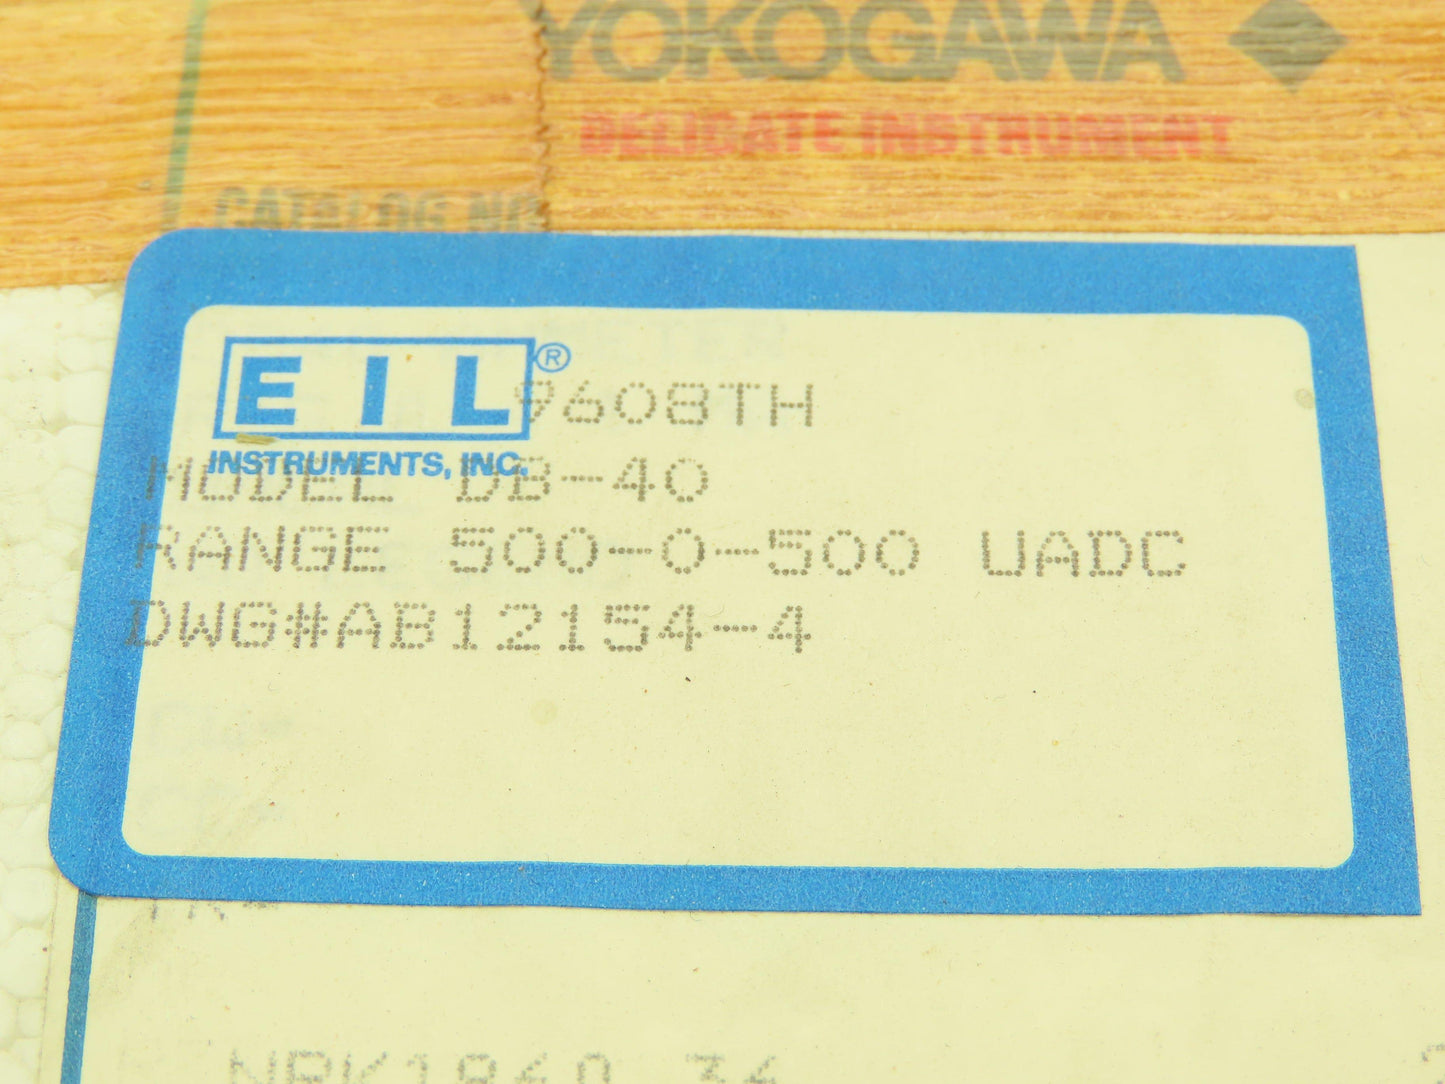 YOKOGAWA
DELICATE INSTRUMENT
CATALOG NO
EIL®
INSTRUMENTS, INC.
9608TH
MODEL DB-40
RANGE 500-0-500 UADC
DWG#AB12154-4